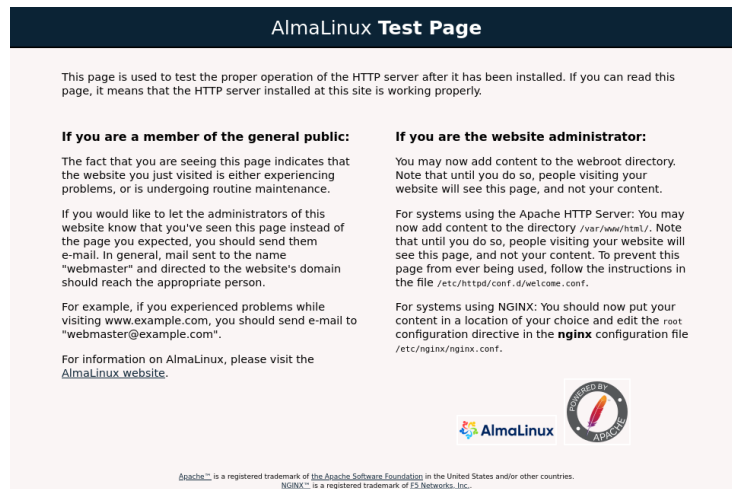 AlmaLinux Test Page
This page is used to test the proper operation of the HTTP server after it has been installed. If you can read this
page, it means that the HTTP server installed at this site is working properly.
If you are a member of the general public:
The fact that you are seeing this page indicates that
the website you just visited is either experiencing
problems, or is undergoing routine maintenance.
If you would like to let the administrators of this
website know that you've seen this page instead of
the page you expected, you should send them
e-mail. In general, mail sent to the name
"webmaster" and directed to the website's domain
should reach the appropriate person.
For example, if you experienced problems while
visiting www.example.com, you should send e-mail to
"webmaster@example.com".
For information on AlmaLinux, please visit the
AlmaLinux website.
If you are the website administrator:
You may now add content to the webroot directory.
Note that until you do so, people visiting your
website will see this page, and not your content.
For systems using the Apache HTTP Server: You may
now add content to the directory /var/www/html/. Note
that until you do so, people visiting your website will
see this page, and not your content. To prevent this
page from ever being used, follow the instructions in
the file /etc/httpd/conf.d/welcome.conf.
For systems using NGINX: You should now put your
content in a location of your choice and edit the root
configuration directive in the nginx configuration file
/etc/nginx/nginx.conf.
AlmaLinux
POWERED BY
APACHE
Apache™ is a registered trademark of the Apache Software Foundation in the United States and/or other countries.
NGINX™ is a registered trademark of F5 Networks, Inc..